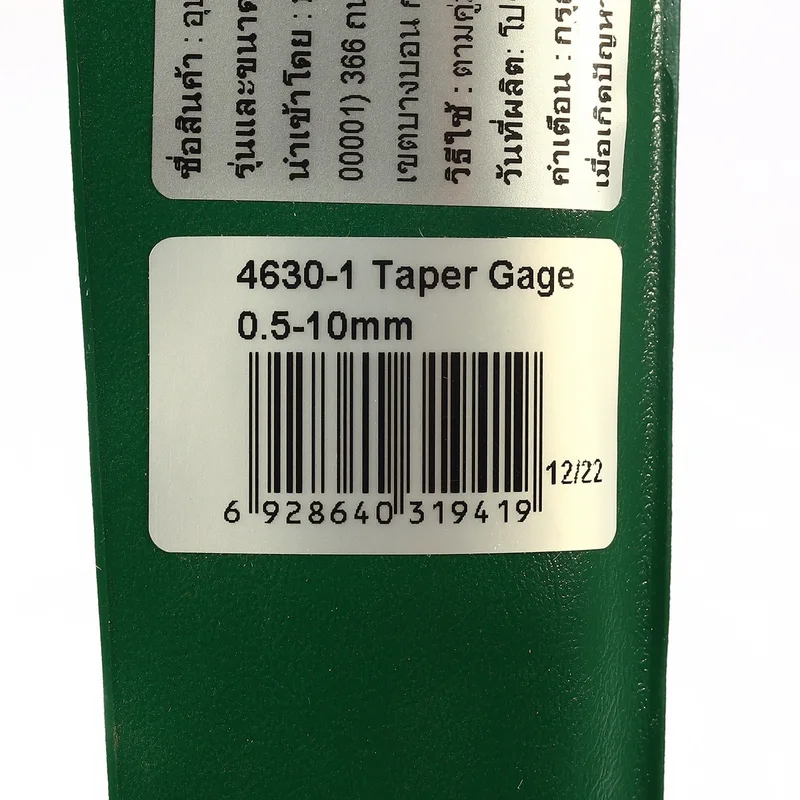 ชื่อสินค้า :
รุ่นและขนาด
นำเข้าโดย :
00001) 366 ถน
เขตบางบอน ก
วิธีใช้ : ตามคู่
วันที่ผลิต: โป
คำเตือน : กรุ
เมื่อเกิดปัญหา
4630-1 Taper Gage
0.5-10mm
12/22
6 928640 319419